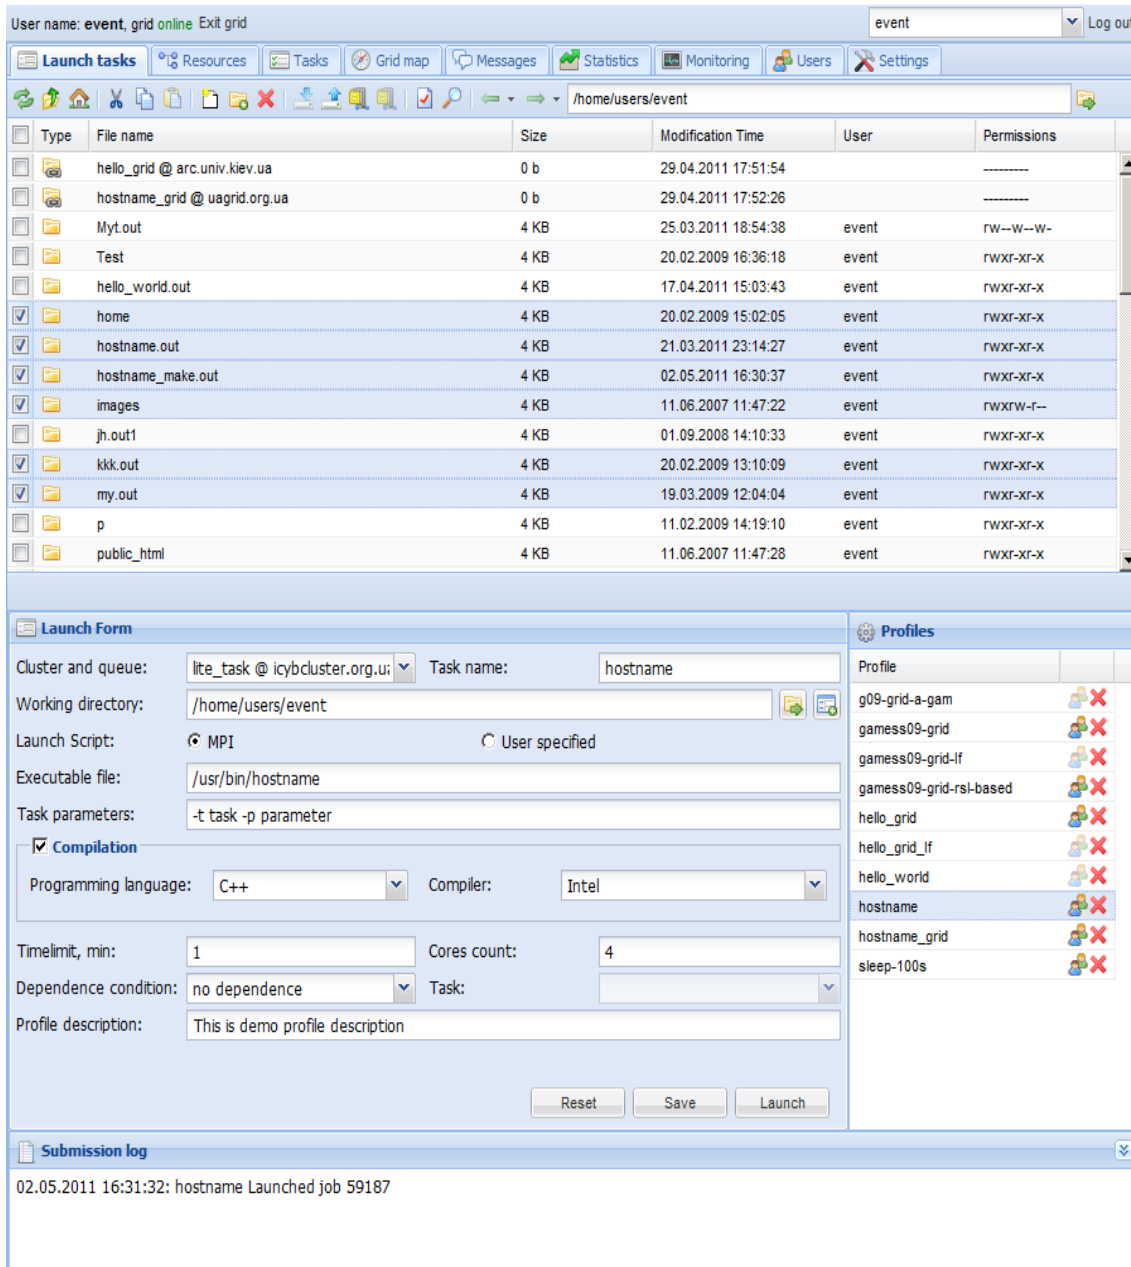 User name: event, grid online Exit grid event Log out
Launch tasks Resources Tasks Grid map Messages Statistics Monitoring Users Settings
/home/users/event
Type File name Size Modification Time User Permissions
hello_grid @ arc.univ.kiev.ua 0 b 29.04.2011 17:51:54 ---------
hostname_grid @ uagrid.org.ua 0 b 29.04.2011 17:52:26 ---------
Myt.out 4 KB 25.03.2011 18:54:38 event rw--w--w-
Test 4 KB 20.02.2009 16:36:18 event rwxr-xr-x
hello_world.out 4 KB 17.04.2011 15:03:43 event rwxr-xr-x
home 4 KB 20.02.2009 15:02:05 event rwxr-xr-x
hostname.out 4 KB 21.03.2011 23:14:27 event rwxr-xr-x
hostname_make.out 4 KB 02.05.2011 16:30:37 event rwxr-xr-x
images 4 KB 11.06.2007 11:47:22 event rwxrw-r--
jh.out1 4 KB 01.09.2008 14:10:33 event rwxr-xr-x
kkk.out 4 KB 20.02.2009 13:10:09 event rwxr-xr-x
my.out 4 KB 19.03.2009 12:04:04 event rwxr-xr-x
p 4 KB 11.02.2009 14:19:10 event rwxr-xr-x
public_html 4 KB 11.06.2007 11:47:28 event rwxr-xr-x
Launch Form
Cluster and queue: lite_task @ icybcluster.org.u Task name: hostname
Working directory: /home/users/event
Launch Script: MPI User specified
Executable file: /usr/bin/hostname
Task parameters: -t task -p parameter
Compilation
Programming language: C++ Compiler: Intel
Timelimit, min: 1 Cores count: 4
Dependence condition: no dependence Task:
Profile description: This is demo profile description
Reset Save Launch
Profiles
Profile
g09-grid-a-gam
gamess09-grid
gamess09-grid-lf
gamess09-grid-rsl-based
hello_grid
hello_grid_lf
hello_world
hostname
hostname_grid
sleep-100s
Submission log
02.05.2011 16:31:32: hostname Launched job 59187